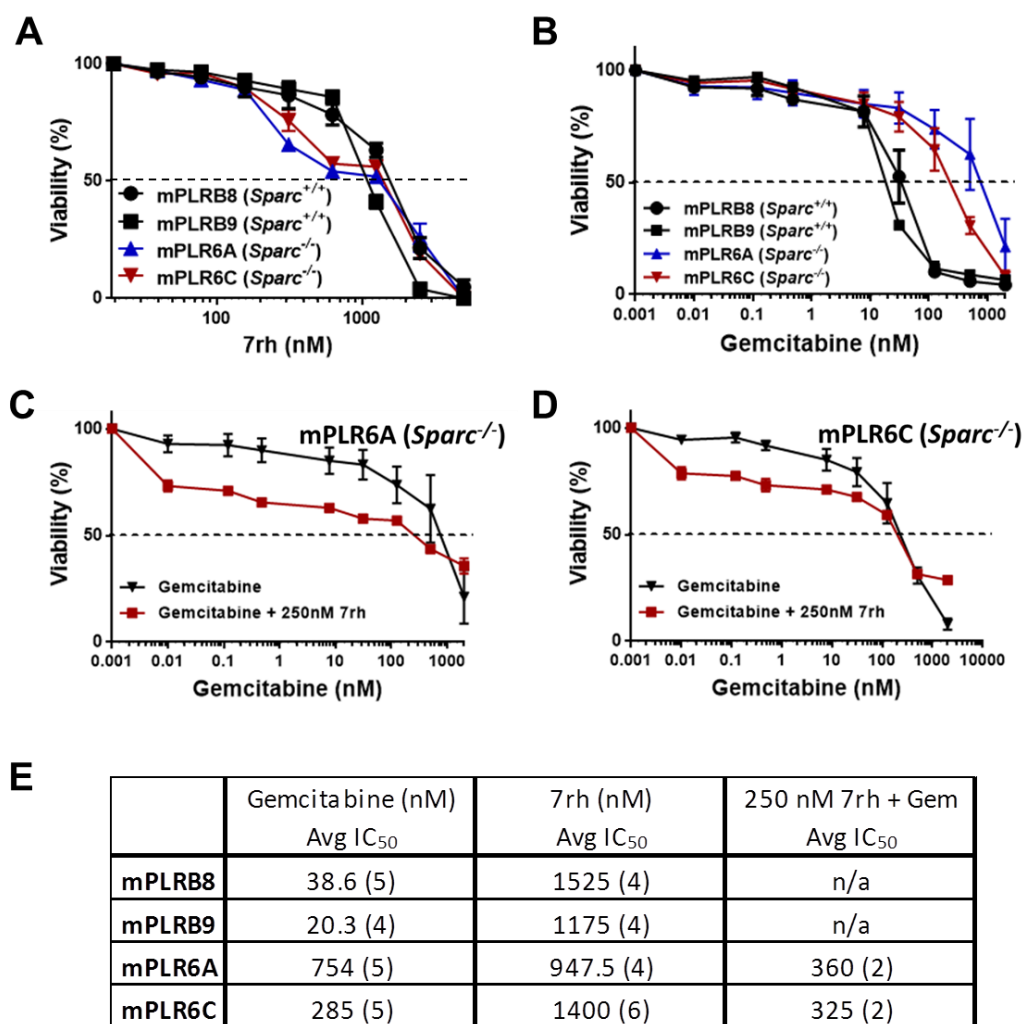 A
100
50
0
Viability (%)
mPLRB8 (Sparc+/+)
mPLRB9 (Sparc+/+)
mPLR6A (Sparc-/-)
mPLR6C (Sparc-/-)
100 1000
7rh (nM)
B
100
50
0
Viability (%)
mPLRB8 (Sparc+/+)
mPLRB9 (Sparc+/+)
mPLR6A (Sparc-/-)
mPLR6C (Sparc-/-)
0.001 0.01 0.1 1 10 100 1000
Gemcitabine (nM)
C
mPLR6A (Sparc-/-)
100
50
0
Viability (%)
Gemcitabine
Gemcitabine + 250nM 7rh
0.001 0.01 0.1 1 10 100 1000
Gemcitabine (nM)
D
mPLR6C (Sparc-/-)
100
50
0
Viability (%)
Gemcitabine
Gemcitabine + 250nM 7rh
0.001 0.01 0.1 1 10 100 1000 10000
Gemcitabine (nM)
E
Gemcitabine (nM) 7rh (nM) 250 nM 7rh + Gem
Avg IC50 Avg IC50 Avg IC50
mPLRB8 38.6 (5) 1525 (4) n/a
mPLRB9 20.3 (4) 1175 (4) n/a
mPLR6A 754 (5) 947.5 (4) 360 (2)
mPLR6C 285 (5) 1400 (6) 325 (2)